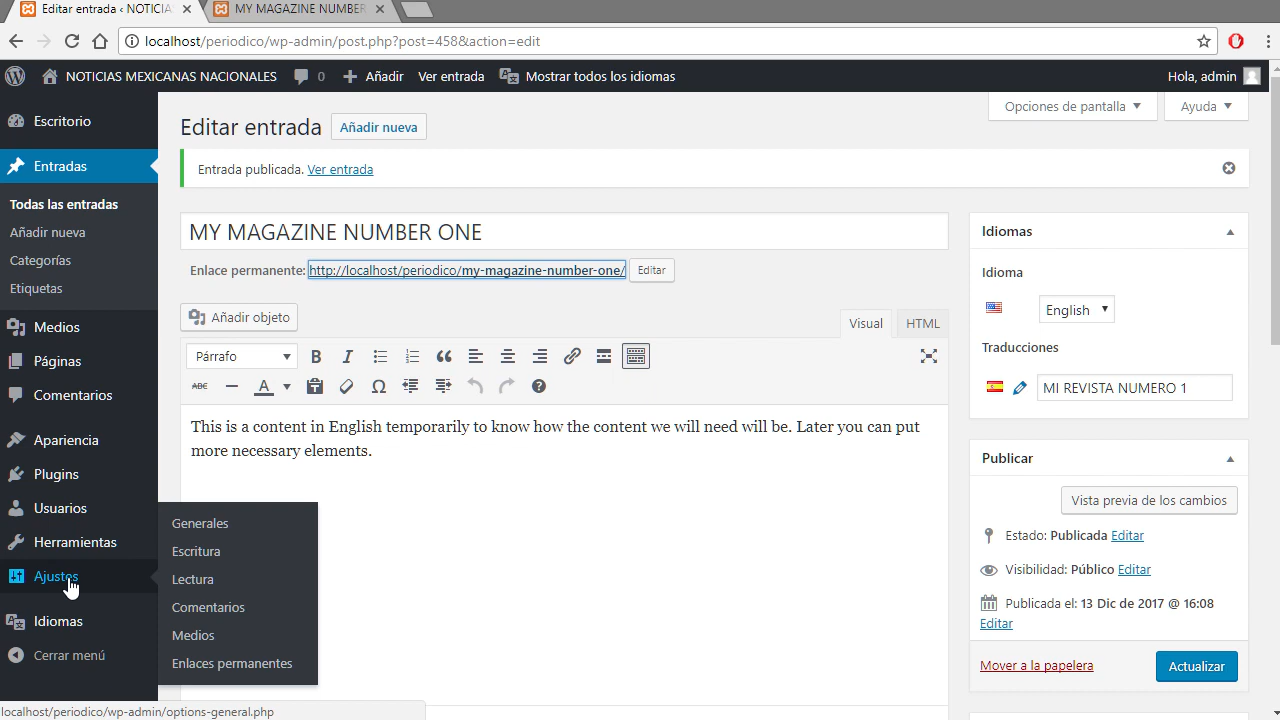 Editar entrada ‹ NOTICIA
MY MAGAZINE NUMBER
localhost/periodico/wp-admin/post.php?post=458&action=edit
NOTICIAS MEXICANAS NACIONALES
0
Añadir
Ver entrada
Mostrar todos los idiomas
Hola, admin
Escritorio
Entradas
Todas las entradas
Añadir nueva
Categorías
Etiquetas
Medios
Páginas
Comentarios
Apariencia
Plugins
Usuarios
Herramientas
Ajustes
Idiomas
Cerrar menú
Generales
Escritura
Lectura
Comentarios
Medios
Enlaces permanentes
Opciones de pantalla
Ayuda
Editar entrada
Añadir nueva
Entrada publicada. Ver entrada
MY MAGAZINE NUMBER ONE
Enlace permanente: http://localhost/periodico/my-magazine-number-one/ Editar
Añadir objeto
Visual
HTML
Párrafo
B
I
ABC
A
This is a content in English temporarily to know how the content we will need will be. Later you can put
more necessary elements.
Idiomas
Idioma
English
Traducciones
MI REVISTA NUMERO 1
Publicar
Vista previa de los cambios
Estado: Publicada Editar
Visibilidad: Público Editar
Publicada el: 13 Dic de 2017 @ 16:08
Editar
Mover a la papelera
Actualizar
localhost/periodico/wp-admin/options-general.php